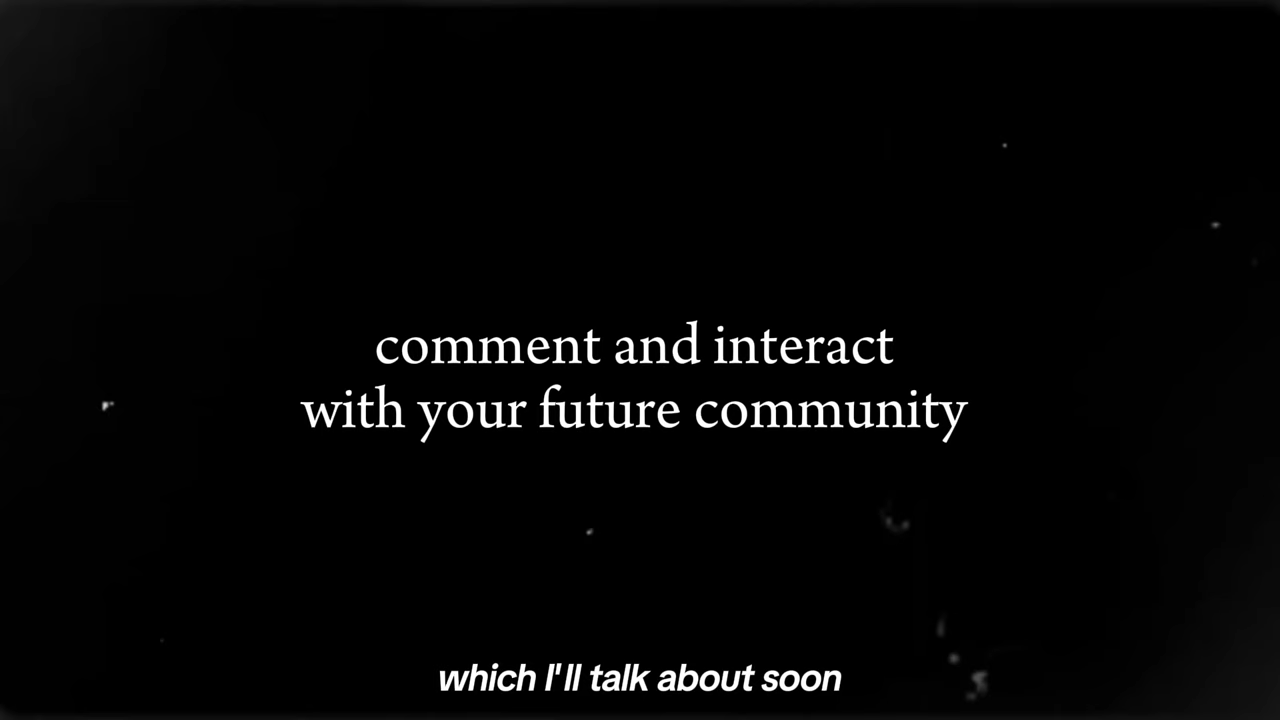 comment and interact
with your future community
which I'll talk about soon